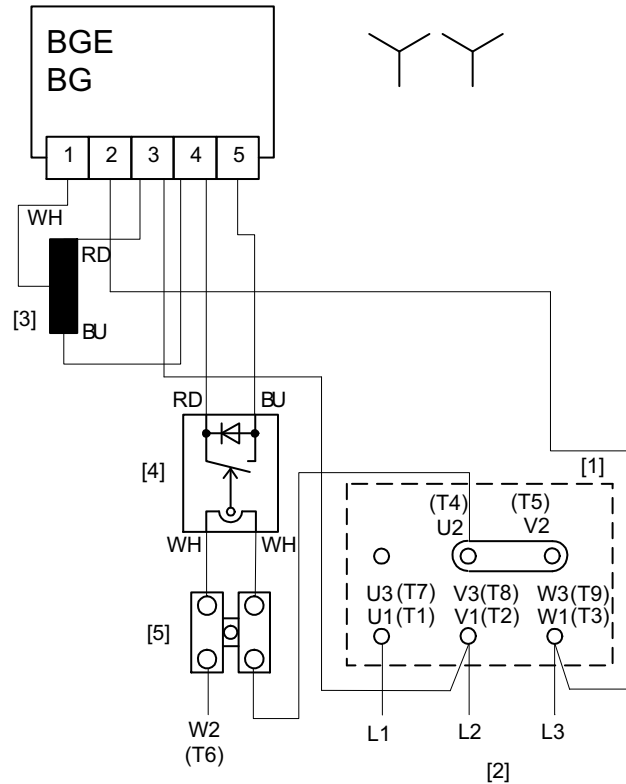 BGE
BG
1 2 3 4 5
WH
RD
[3]
BU
RD BU
[4]
[1]
(T4) (T5)
U2 V2
WH WH
U3 (T7) V3(T8) W3(T9)
U1 (T1) V1(T2) W1(T3)
[5]
W2
(T6)
L1 L2 L3
[2]